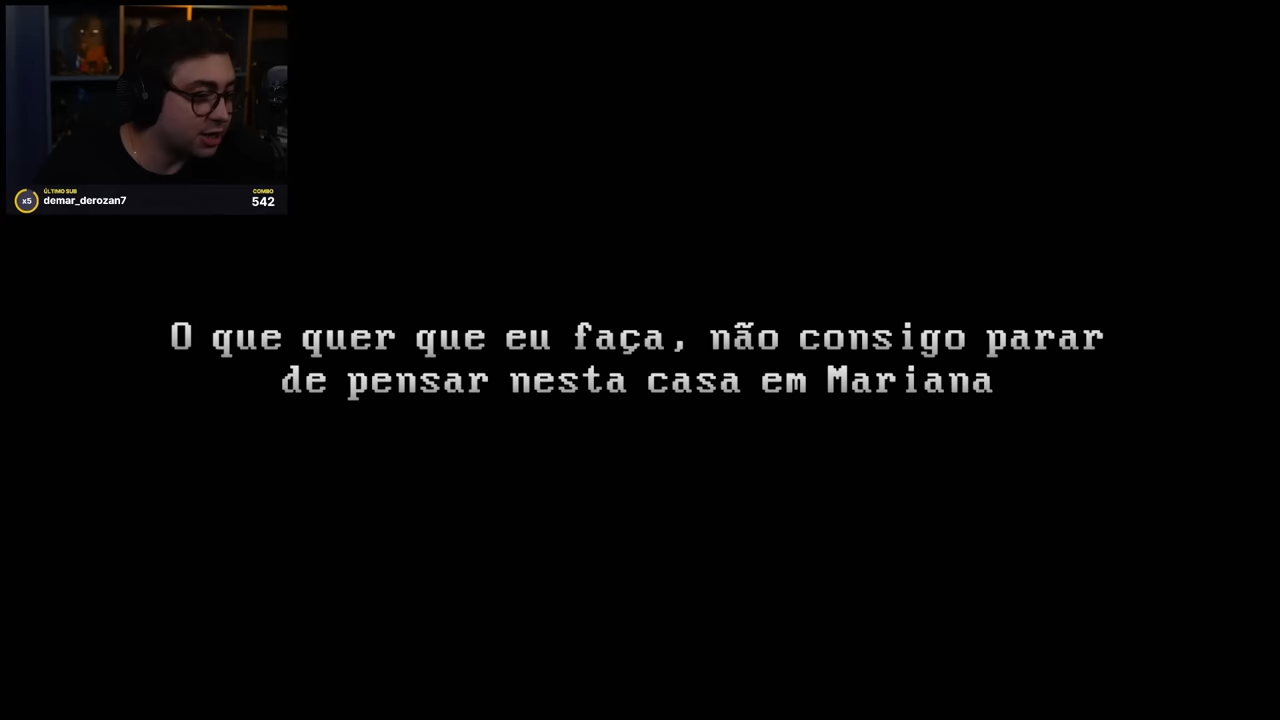 x5
ÚLTIMO SUB
demar_derozan7
COMBO
542
O que quer que eu faça, não consigo parar
de pensar nesta casa em Mariana